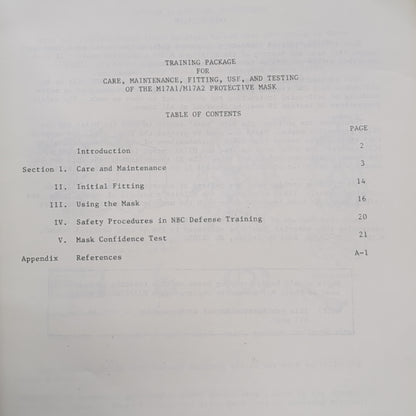 TRAINING PACKAGE
FOR
CARE, MAINTENANCE, FITTING, USE, AND TESTING
OF THE M17A1/M17A2 PROTECTIVE MASK
TABLE OF CONTENTS
PAGE
Introduction 2
Section 1. Care and Maintenance 3
II. Initial Fitting 14
III. Using the Mask 16
IV. Safety Procedures in NBC Defense Training 20
V. Mask Confidence Test 21
Appendix References A-1